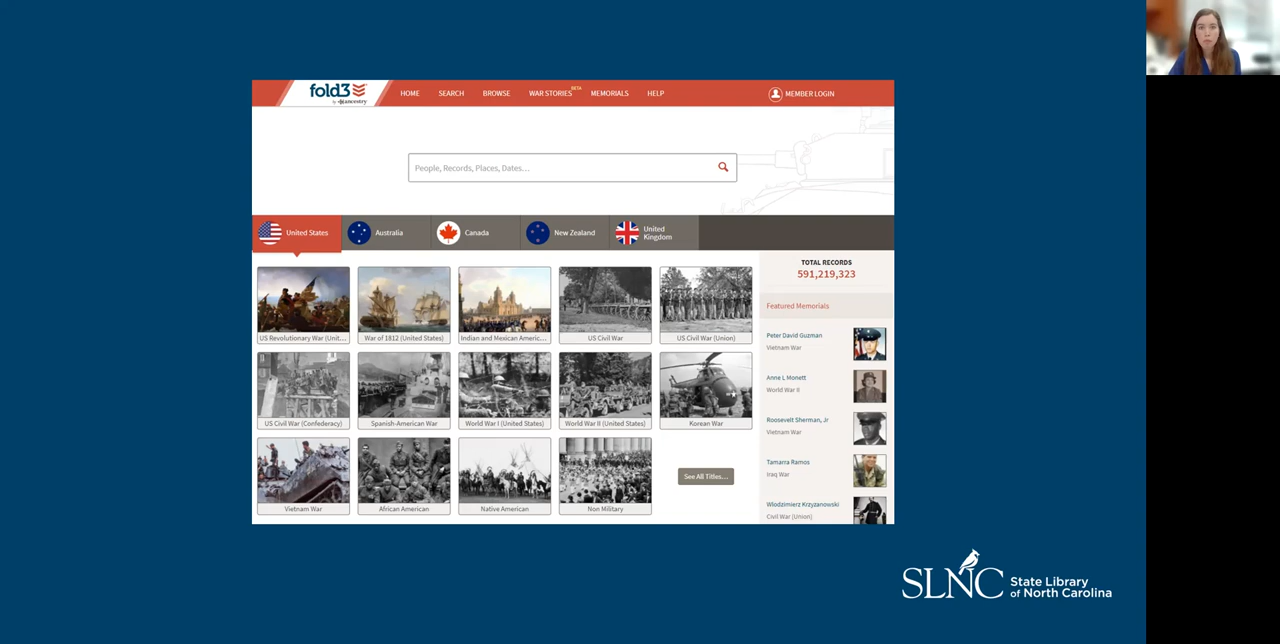 fold3
by ancestry
HOME SEARCH BROWSE WAR STORIES BETA MEMORIALS HELP MEMBER LOGIN
People, Records, Places, Dates...
United States Australia Canada New Zealand United Kingdom
US Revolutionary War (Unit... War of 1812 (United States) Indian and Mexican Americ... US Civil War US Civil War (Union)
US Civil War (Confederacy) Spanish-American War World War I (United States) World War II (United States) Korean War
Vietnam War African American Native American Non Military
See All Titles...
TOTAL RECORDS
591,219,323
Featured Memorials
Peter David Guzman
Vietnam War
Anne L Monett
World War II
Roosevelt Sherman, Jr
Vietnam War
Tamarra Ramos
Iraq War
Wlodzimierz Krzyzanowski
Civil War (Union)
SLNC State Library
of North Carolina